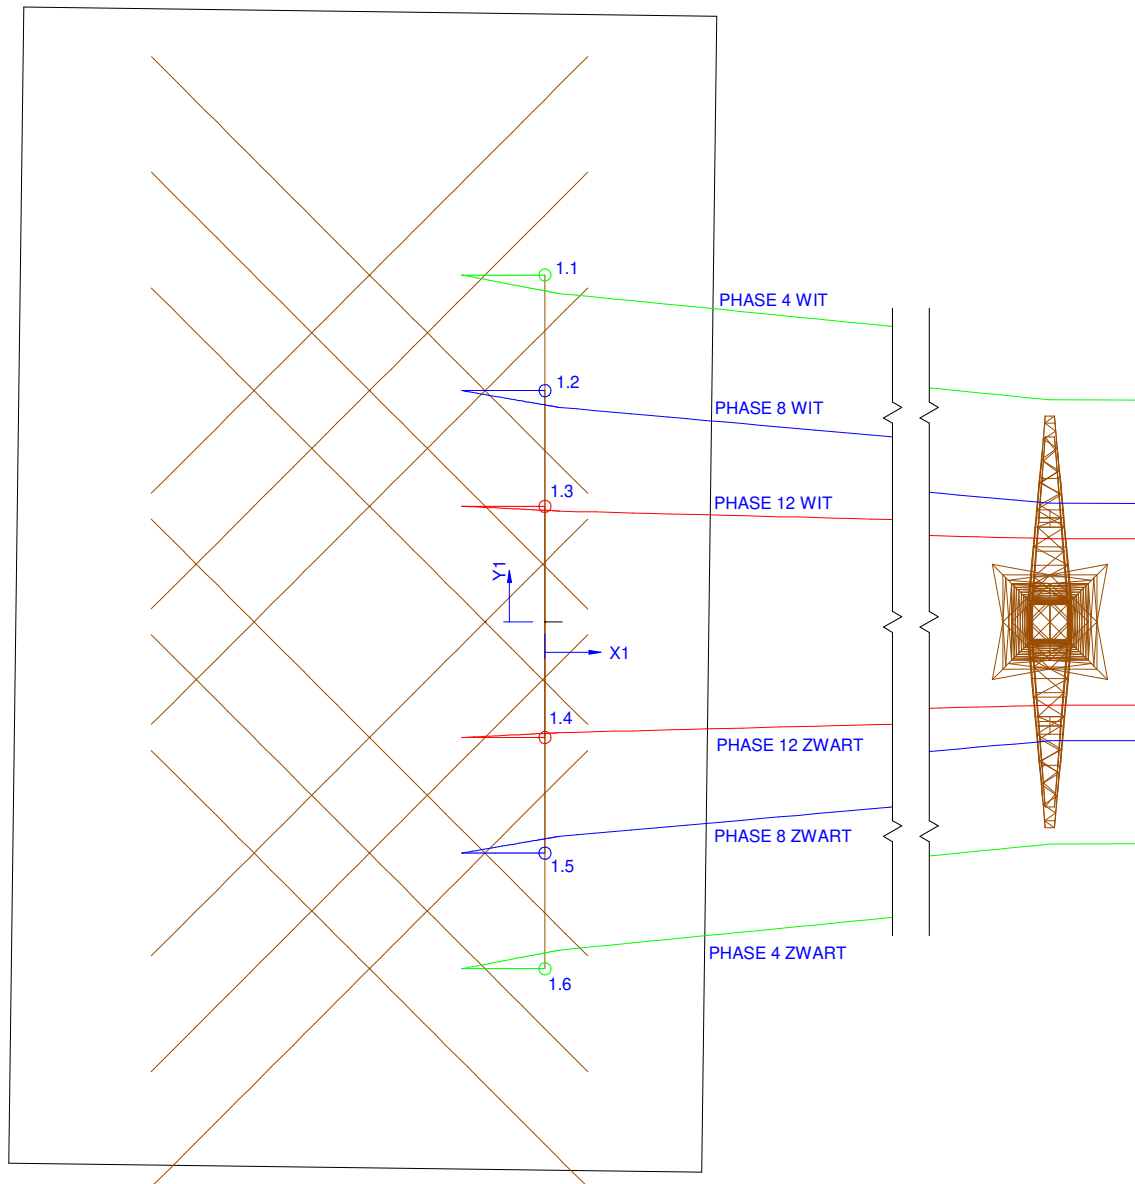 1.1
PHASE 4 WIT
1.2
PHASE 8 WIT
1.3
PHASE 12 WIT
Y1
X1
1.4
PHASE 12 ZWART
PHASE 8 ZWART
1.5
PHASE 4 ZWART
1.6